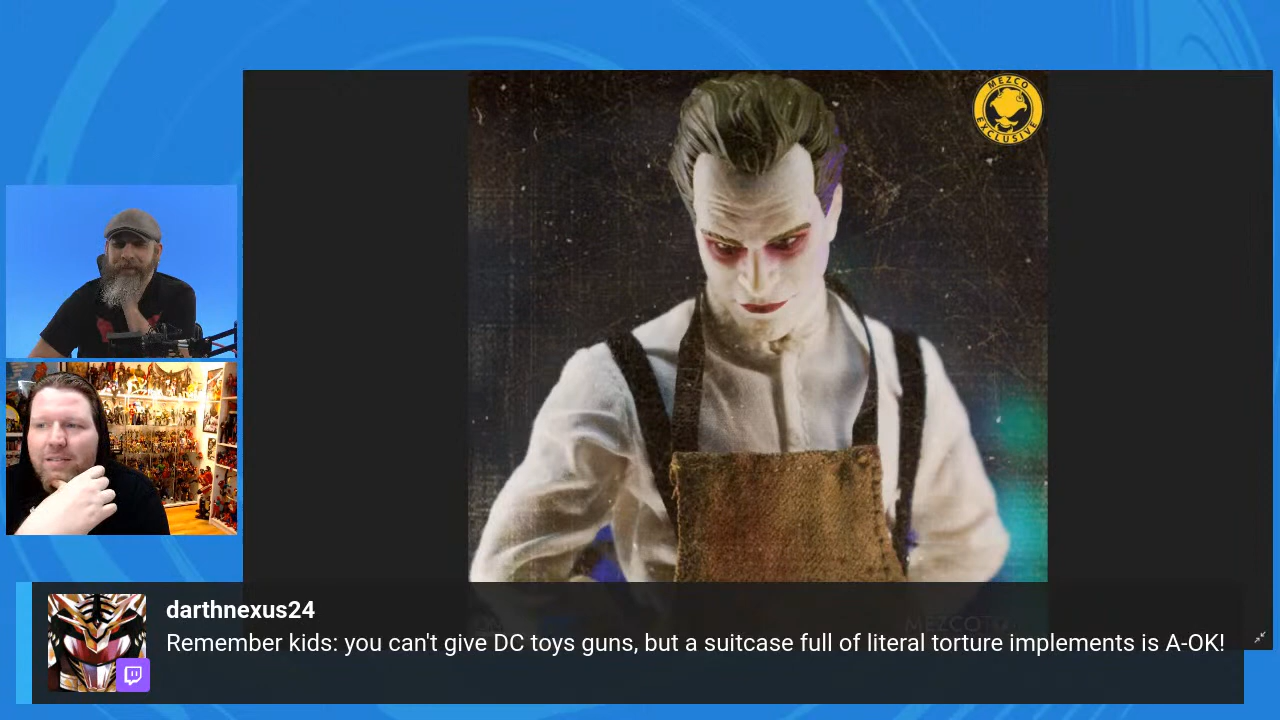 MEZCO
EXCLUSIVE
darthnexus24
MEZCOT
Remember kids: you can't give DC toys guns, but a suitcase full of literal torture implements is A-OK!